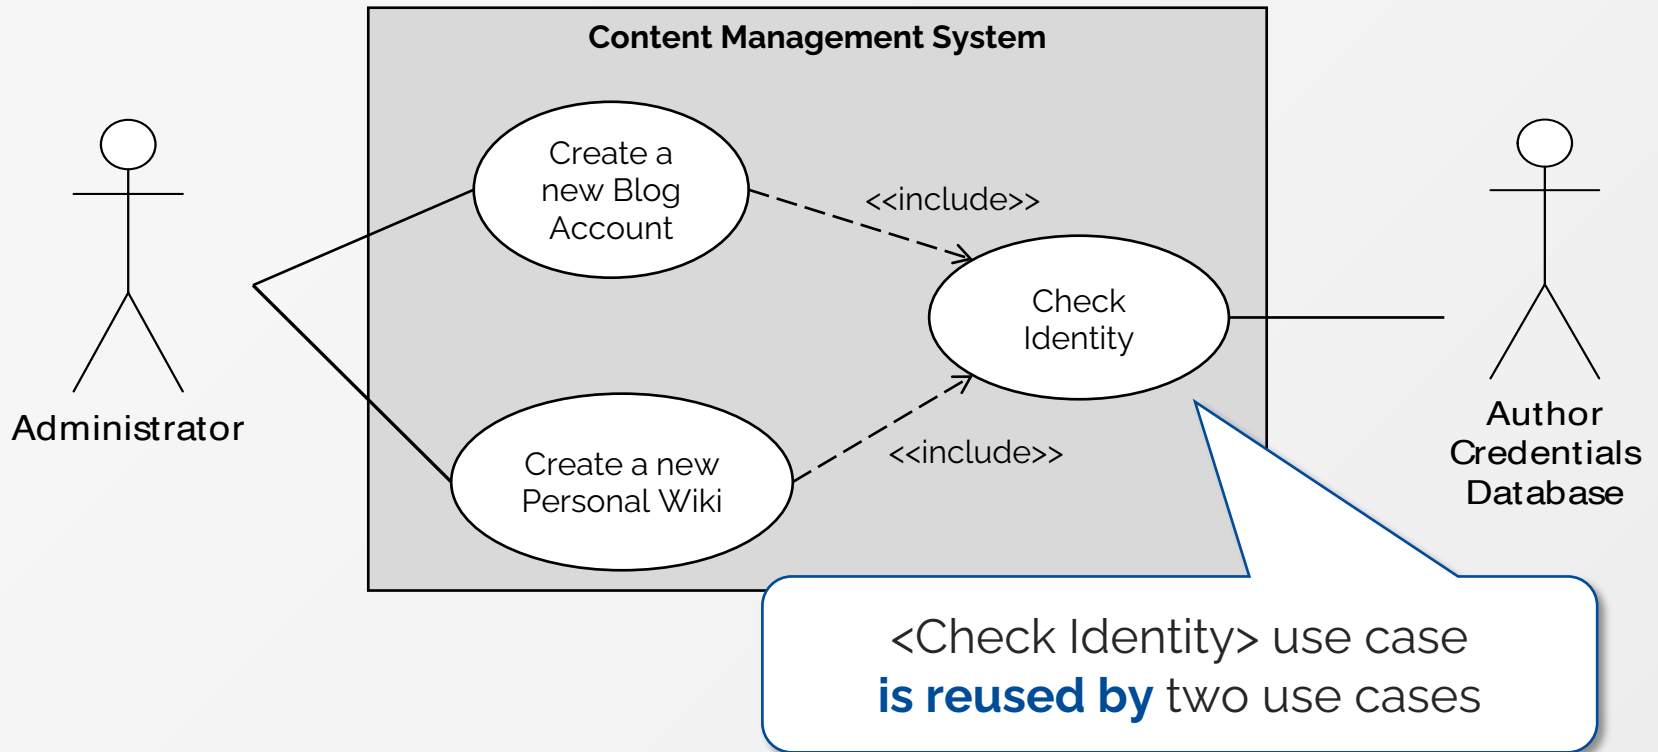 Content Management System
Create a
new Blog
Account
<<include>>
Check
Identity
Administrator
Create a new
Personal Wiki
<<include>>
Author
Credentials
Database
<Check Identity> use case
is reused by two use cases